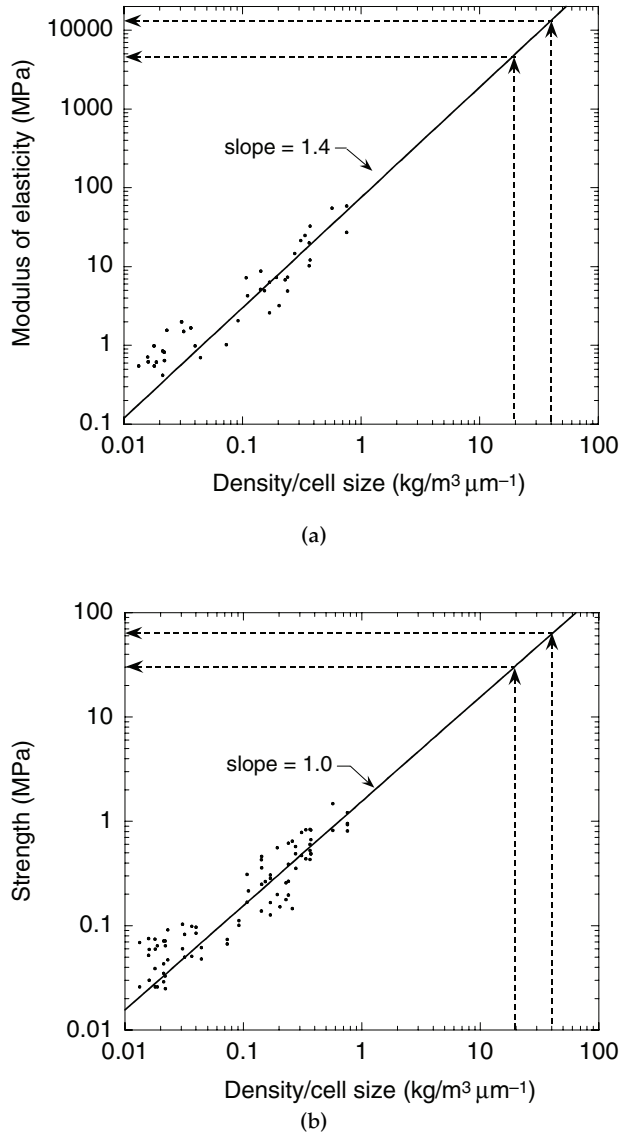 10000
1000
100
10
1
0.1
Modulus of elasticity (MPa)
slope = 1.4
0.01 0.1 1 10 100
Density/cell size (kg/m³ μm⁻¹)
(a)
100
10
1
0.1
0.01
Strength (MPa)
slope = 1.0
0.01 0.1 1 10 100
Density/cell size (kg/m³ μm⁻¹)
(b)